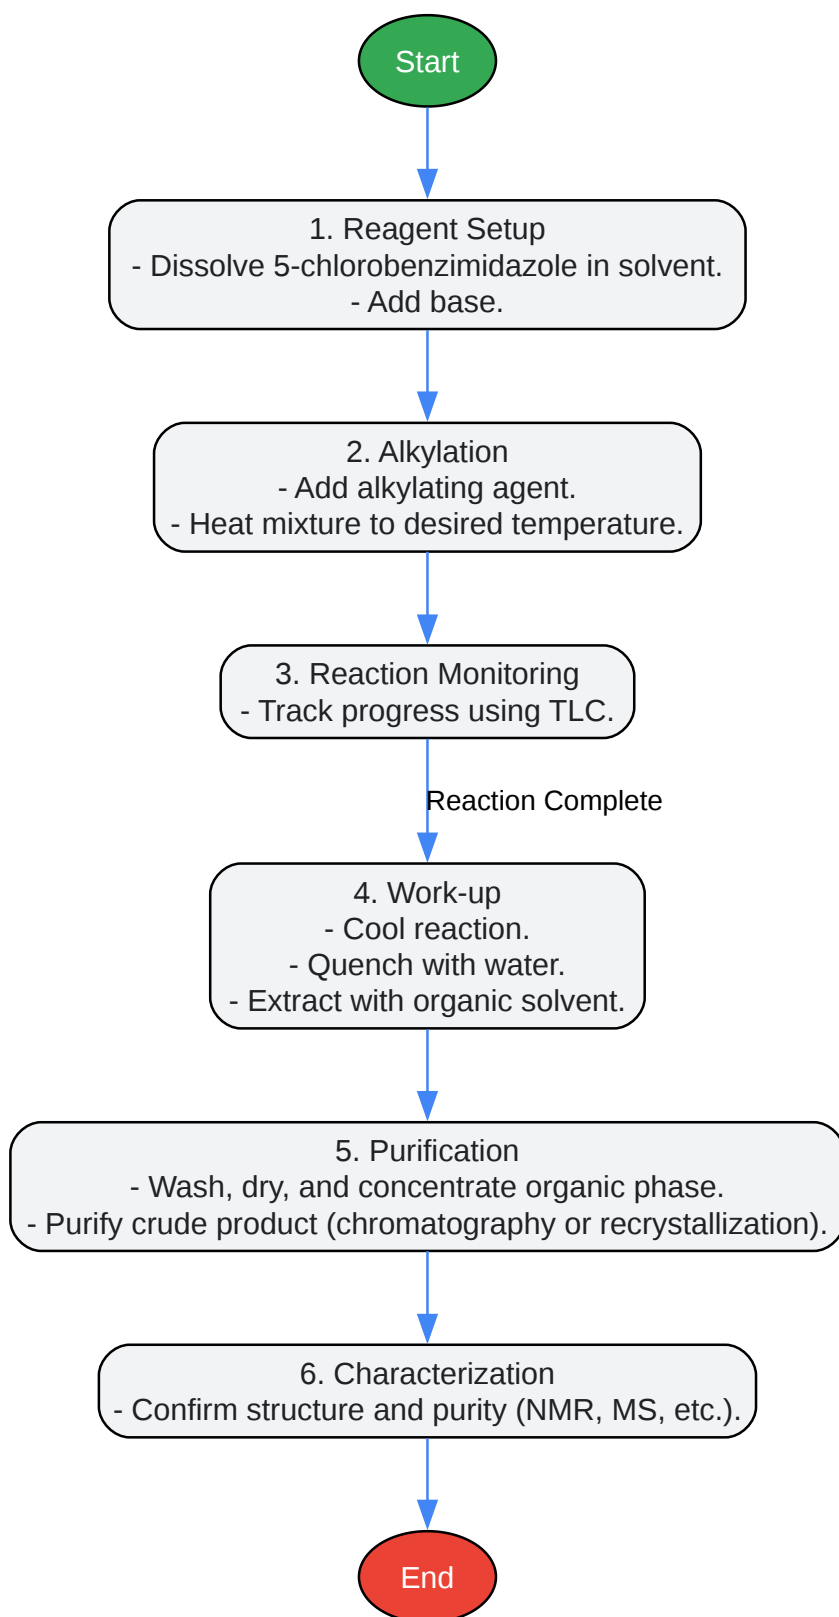 Start
1. Reagent Setup
- Dissolve 5-chlorobenzimidazole in solvent.
- Add base.
2. Alkylation
- Add alkylating agent.
- Heat mixture to desired temperature.
3. Reaction Monitoring
- Track progress using TLC.
Reaction Complete
4. Work-up
- Cool reaction.
- Quench with water.
- Extract with organic solvent.
5. Purification
- Wash, dry, and concentrate organic phase.
- Purify crude product (chromatography or recrystallization).
6. Characterization
- Confirm structure and purity (NMR, MS, etc.).
End